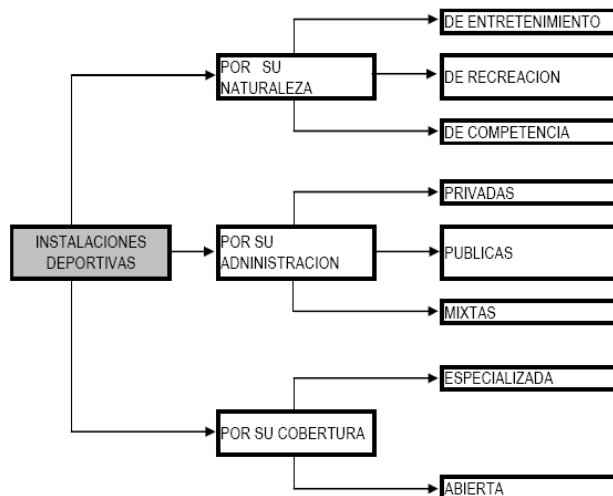 DE ENTRETENIMIENTO
POR SU
NATURALEZA
DE RECREACION
DE COMPETENCIA
PRIVADAS
INSTALACIONES
DEPORTIVAS
POR SU
ADNINISTRACION
PUBLICAS
MIXTAS
ESPECIALIZADA
POR SU COBERTURA
ABIERTA